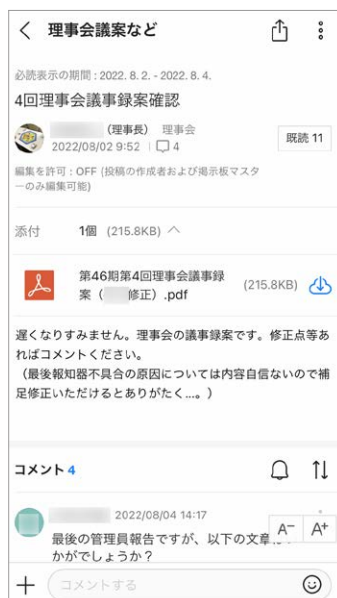 理事会議案など
必読表示の期間 : 2022. 8. 2. - 2022. 8. 4.
4回理事会議事録案確認
(理事長) 理事会
2022/08/02 9:52 | 4
既読 11
編集を許可 : OFF (投稿の作成者および掲示板マスタ
ーのみ編集可能)
添付 1個 (215.8KB)
第46期第4回理事会議事録
案（ 修正）.pdf
(215.8KB)
遅くなりすみません。理事会の議事録案です。修正点等あ
ればコメントください。
（最後報知器不具合の原因については内容自信ないので補
足修正いただけるとありがたく...。）
コメント 4
2022/08/04 14:17
最後の管理員報告ですが、以下の文章
かがでしょうか？
A− A+
コメントする